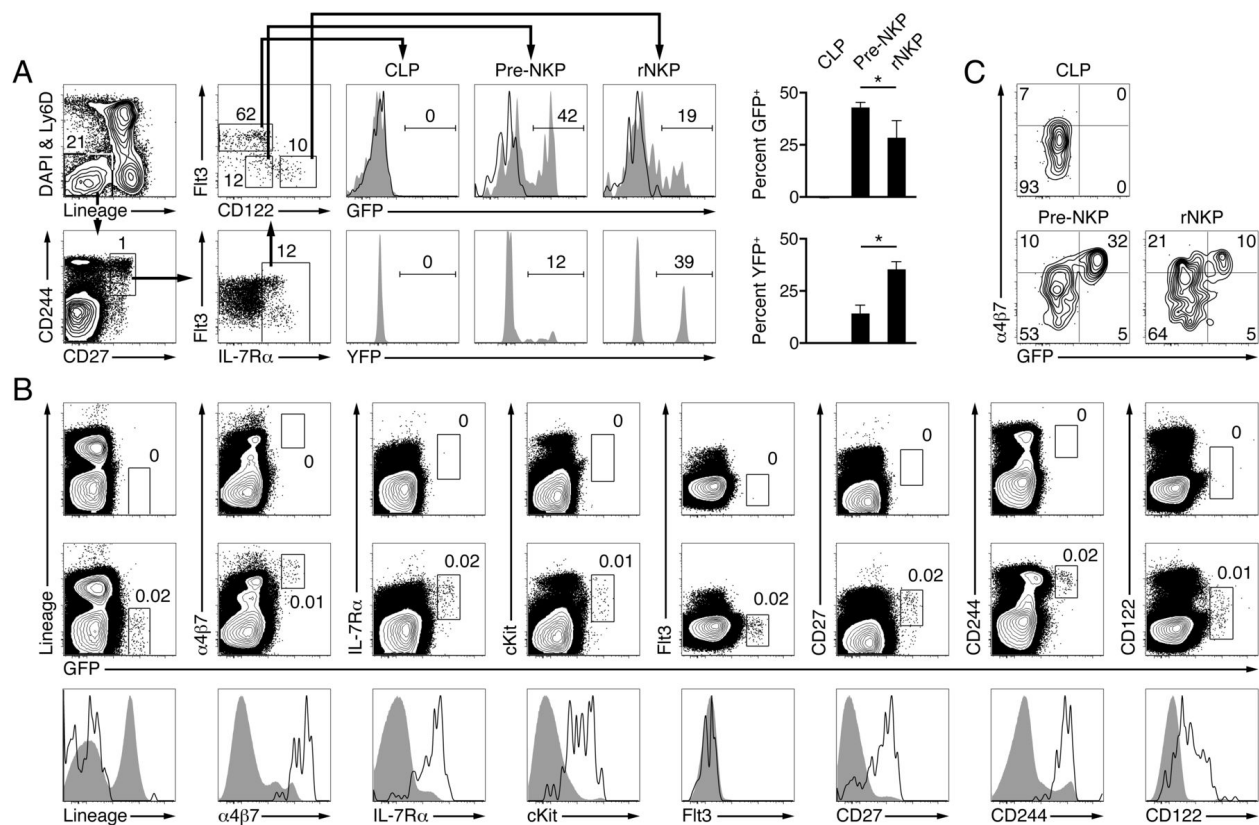 A
DAPI & Ly6D
21
Lineage
Flt3
62
10
12
CD122
CLP
0
Pre-NKP
42
rNKP
19
GFP
CLP
Pre-NKP
rNKP
*
Percent GFP+
50
25
0
CD244
1
CD27
Flt3
12
IL-7Rα
0
12
39
YFP
*
Percent YFP+
50
25
0
C
CLP
7
0
93
0
Pre-NKP
rNKP
α4β7
10
32
53
5
21
10
64
5
GFP
B
Lineage
0
α4β7
0
0
IL-7Rα
0
cKit
0
Flt3
0
CD27
0
CD244
0
CD122
0
0.02
0.01
0.02
0.01
0.02
0.02
0.02
0.01
GFP
Lineage
α4β7
IL-7Rα
cKit
Flt3
CD27
CD244
CD122